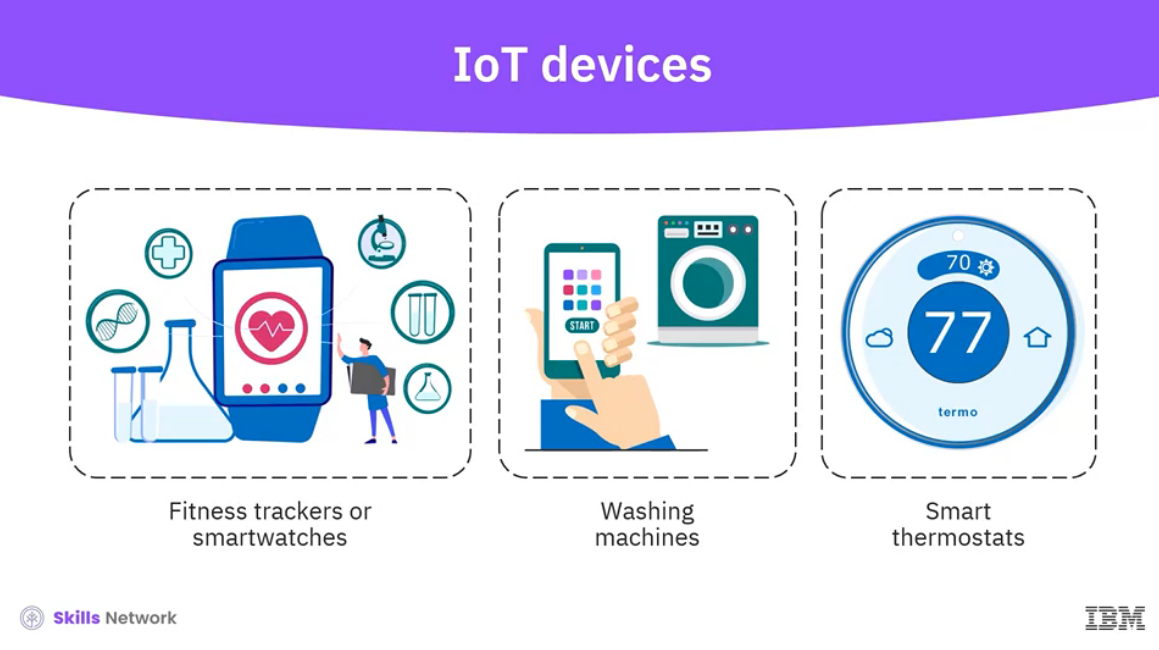 IoT devices
START
70
77
termo
Fitness trackers or
smartwatches
Washing
machines
Smart
thermostats
Skills Network
IBM